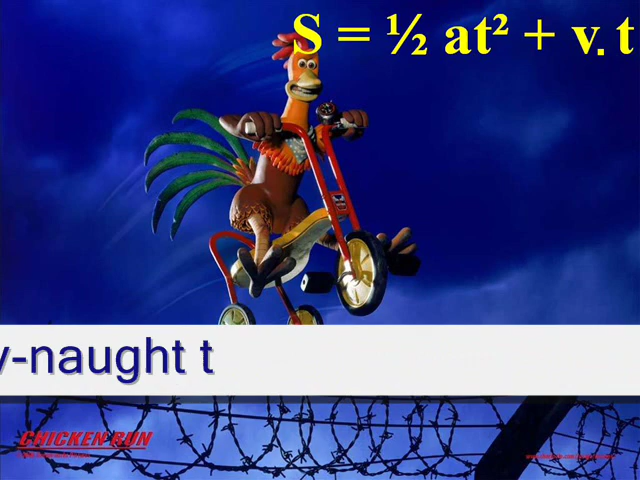 S = ½ at² + v. t
v-naught t
CHICKEN RUN